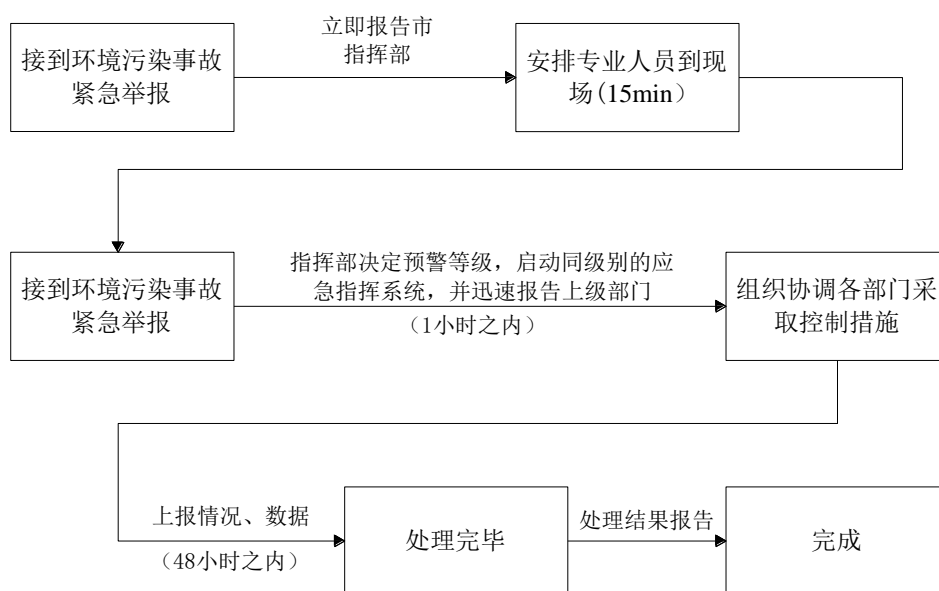 接到环境污染事故
紧急举报
立即报告市
指挥部
安排专业人员到现
场(15min）
接到环境污染事故
紧急举报
指挥部决定预警等级，启动同级别的应
急指挥系统，并迅速报告上级部门
（1小时之内）
组织协调各部门采
取控制措施
上报情况、数据
（48小时之内）
处理完毕
处理结果报告
完成